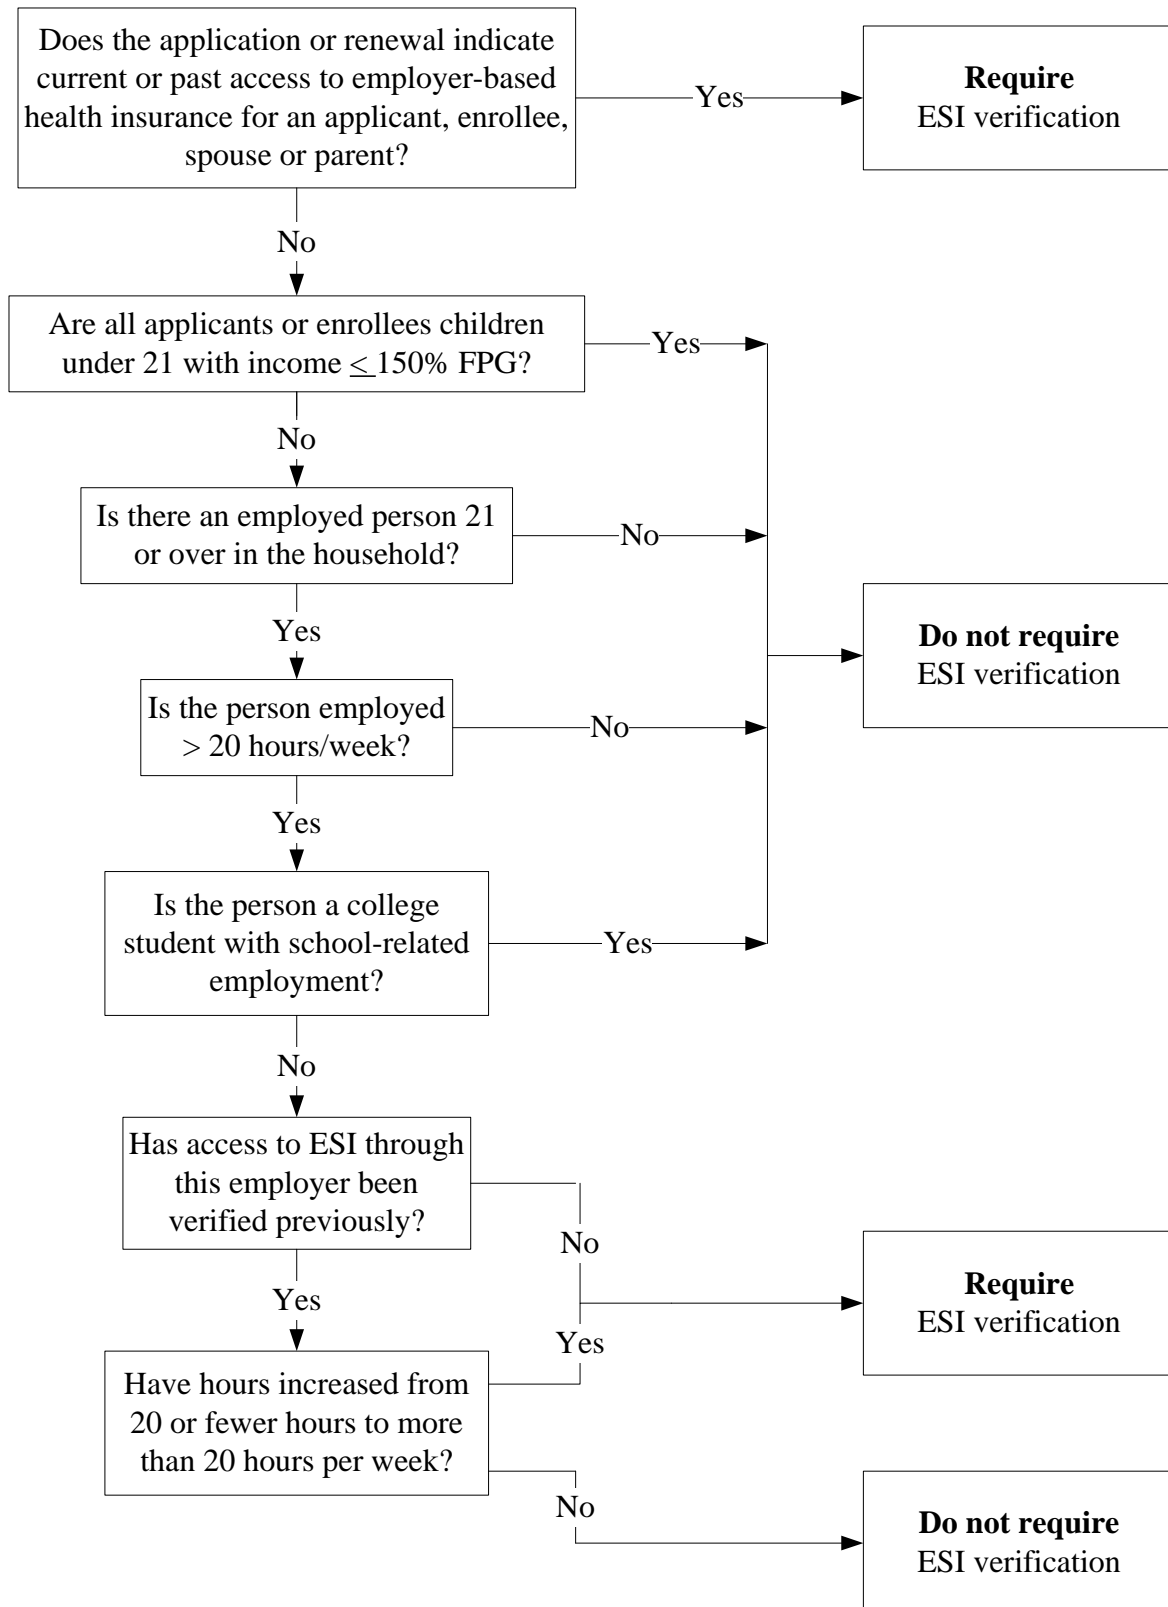 Does the application or renewal indicate
current or past access to employer-based
health insurance for an applicant, enrollee,
spouse or parent?
Yes
Require
ESI verification
No
Are all applicants or enrollees children
under 21 with income ≤ 150% FPG?
Yes
No
Is there an employed person 21
or over in the household?
No
Yes
Do not require
ESI verification
Is the person employed
> 20 hours/week?
No
Yes
Is the person a college
student with school-related
employment?
Yes
No
Has access to ESI through
this employer been
verified previously?
No
Yes
Require
ESI verification
Yes
Have hours increased from
20 or fewer hours to more
than 20 hours per week?
No
Do not require
ESI verification